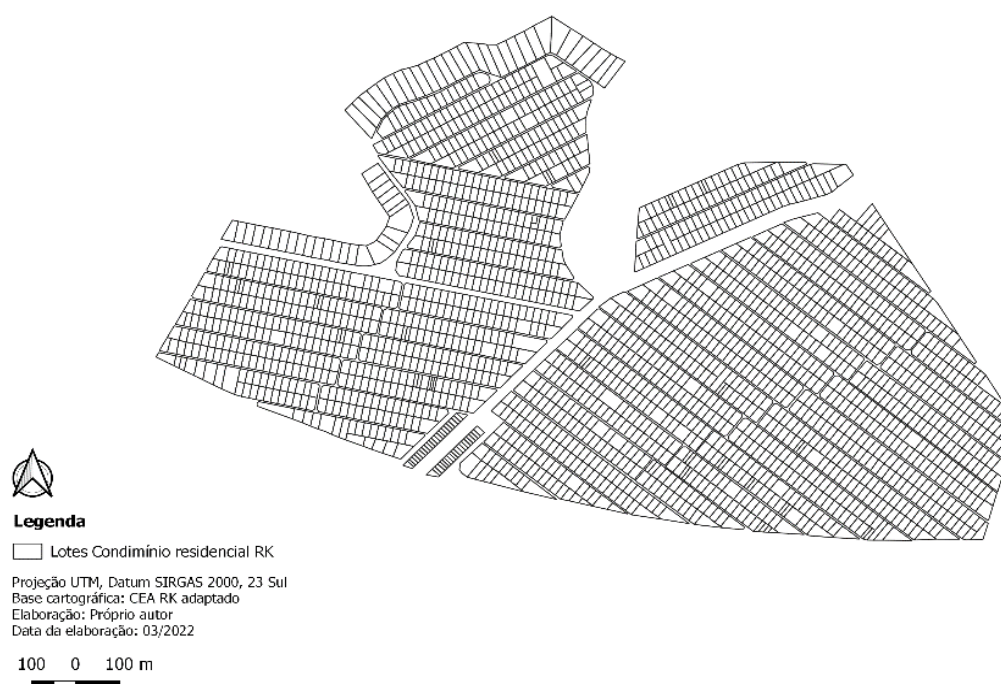 Legenda
Lotes Condimínio residencial RK
Projeção UTM, Datum SIRGAS 2000, 23 Sul
Base cartográfica: CEA RK adaptado
Elaboração: Próprio autor
Data da elaboração: 03/2022
100 0 100 m